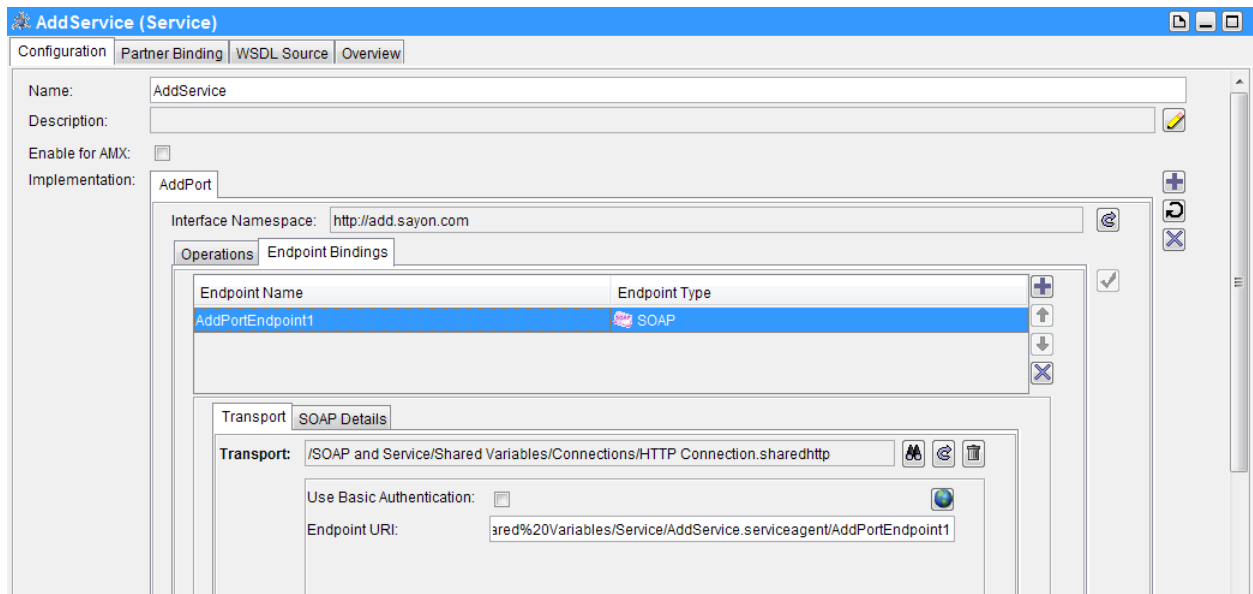 AddService (Service)
Configuration Partner Binding WSDL Source Overview
Name: AddService
Description:
Enable for AMX:
Implementation: AddPort
Interface Namespace: http://add.sayon.com
Operations Endpoint Bindings
Endpoint Name Endpoint Type
AddPortEndpoint1 SOAP
Transport SOAP Details
Transport: /SOAP and Service/Shared Variables/Connections/HTTP Connection.sharedhttp
Use Basic Authentication:
Endpoint URI: ared%20Variables/Service/AddService.serviceagent/AddPortEndpoint1